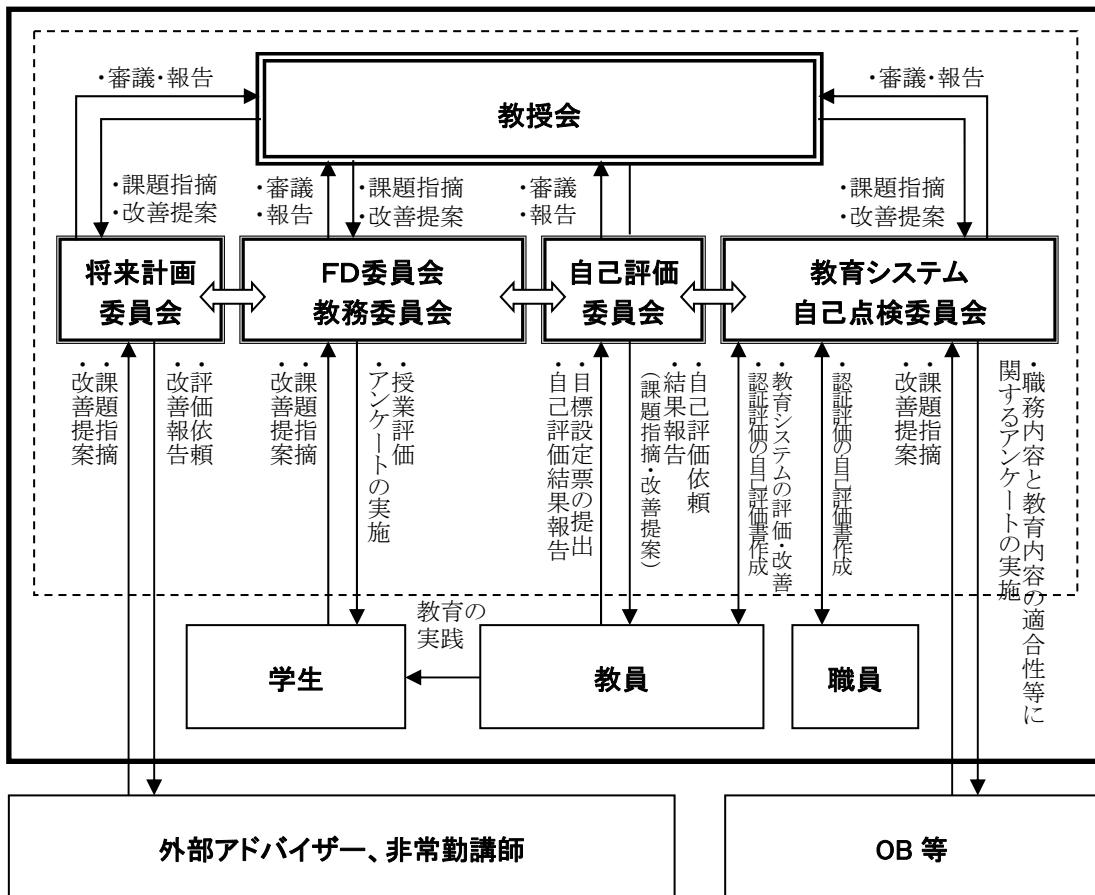 ・審議・報告
・審議・報告
教授会
・課題指摘
・改善提案
・審議
・報告
・課題指摘
・改善提案
・審議
・報告
・課題指摘
・改善提案
将来計画
委員会
FD委員会
教務委員会
自己評価
委員会
教育システム
自己点検委員会
・課題指摘
・改善提案
・評価依頼
・改善報告
・課題指摘
・改善提案
・授業評価
アンケートの実施
・目標設定票の提出
・自己評価結果報告
・自己評価依頼
・結果報告
(課題指摘・改善提案)
・教育システムの評価・改善
・認証評価の自己評価書作成
・認証評価の自己評価書作成
・課題指摘
・改善提案
・職務内容と教育内容の適合性等に
関するアンケートの実施
教育の
実践
学生
教員
職員
外部アドバイザー、非常勤講師
OB 等